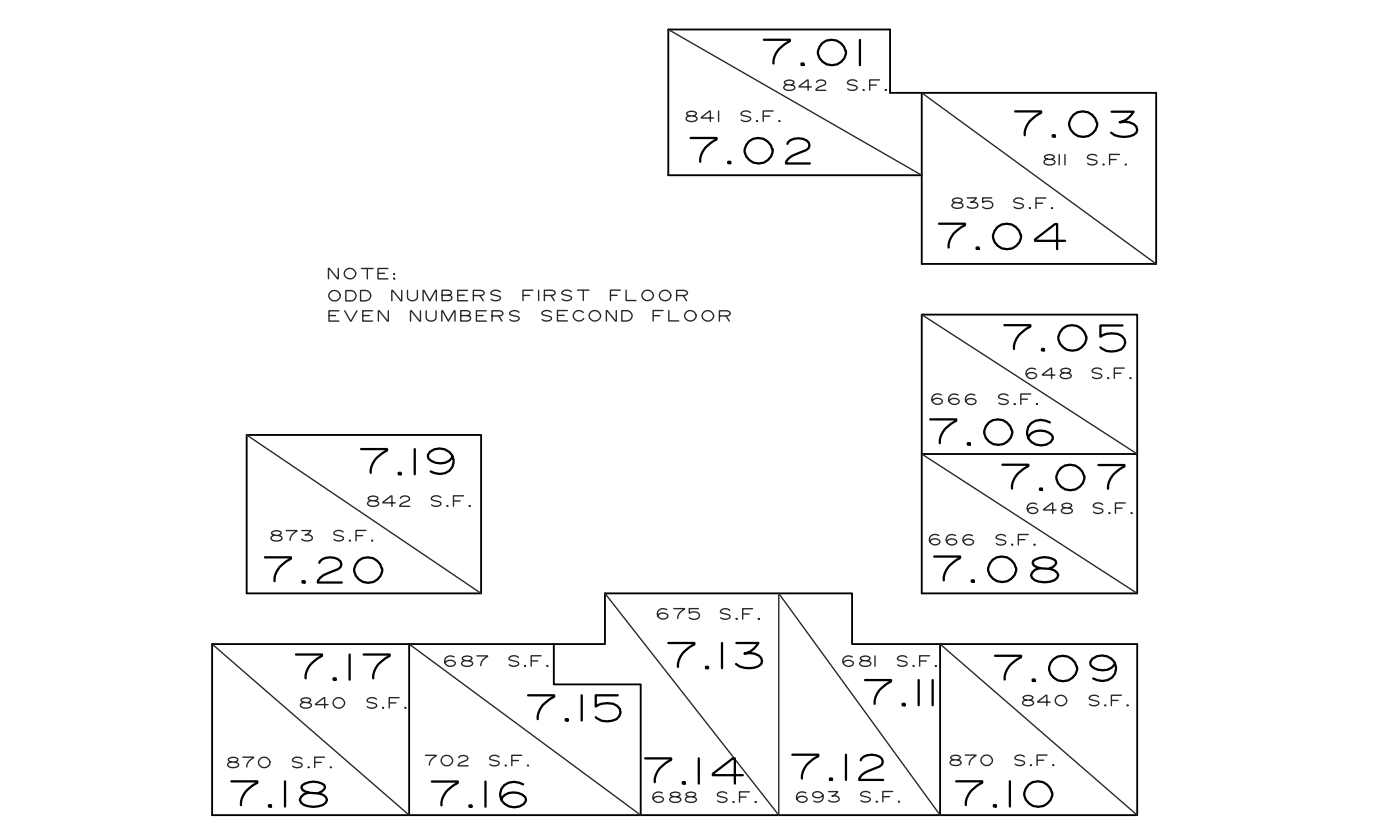 7.01
842 S.F.
841 S.F.
7.02
7.03
811 S.F.
835 S.F.
7.04
NOTE:
ODD NUMBERS FIRST FLOOR
EVEN NUMBERS SECOND FLOOR
7.05
648 S.F.
666 S.F.
7.06
7.19
842 S.F.
873 S.F.
7.20
7.07
648 S.F.
666 S.F.
7.08
7.17
840 S.F.
870 S.F.
7.18
687 S.F.
7.15
702 S.F.
7.16
675 S.F.
7.13
7.14
688 S.F.
681 S.F.
7.11
7.12
693 S.F.
7.09
840 S.F.
870 S.F.
7.10